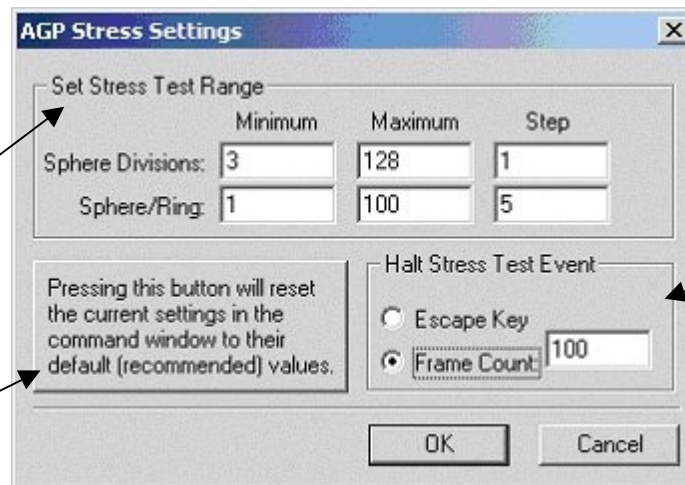 AGP Stress Settings
Set Stress Test Range
Minimum Maximum Step
Sphere Divisions: 3 128 1
Sphere/Ring: 1 100 5
Pressing this button will reset
the current settings in the
command window to their
default (recommended) values.
Halt Stress Test Event
Escape Key
Frame Count: 100
OK Cancel